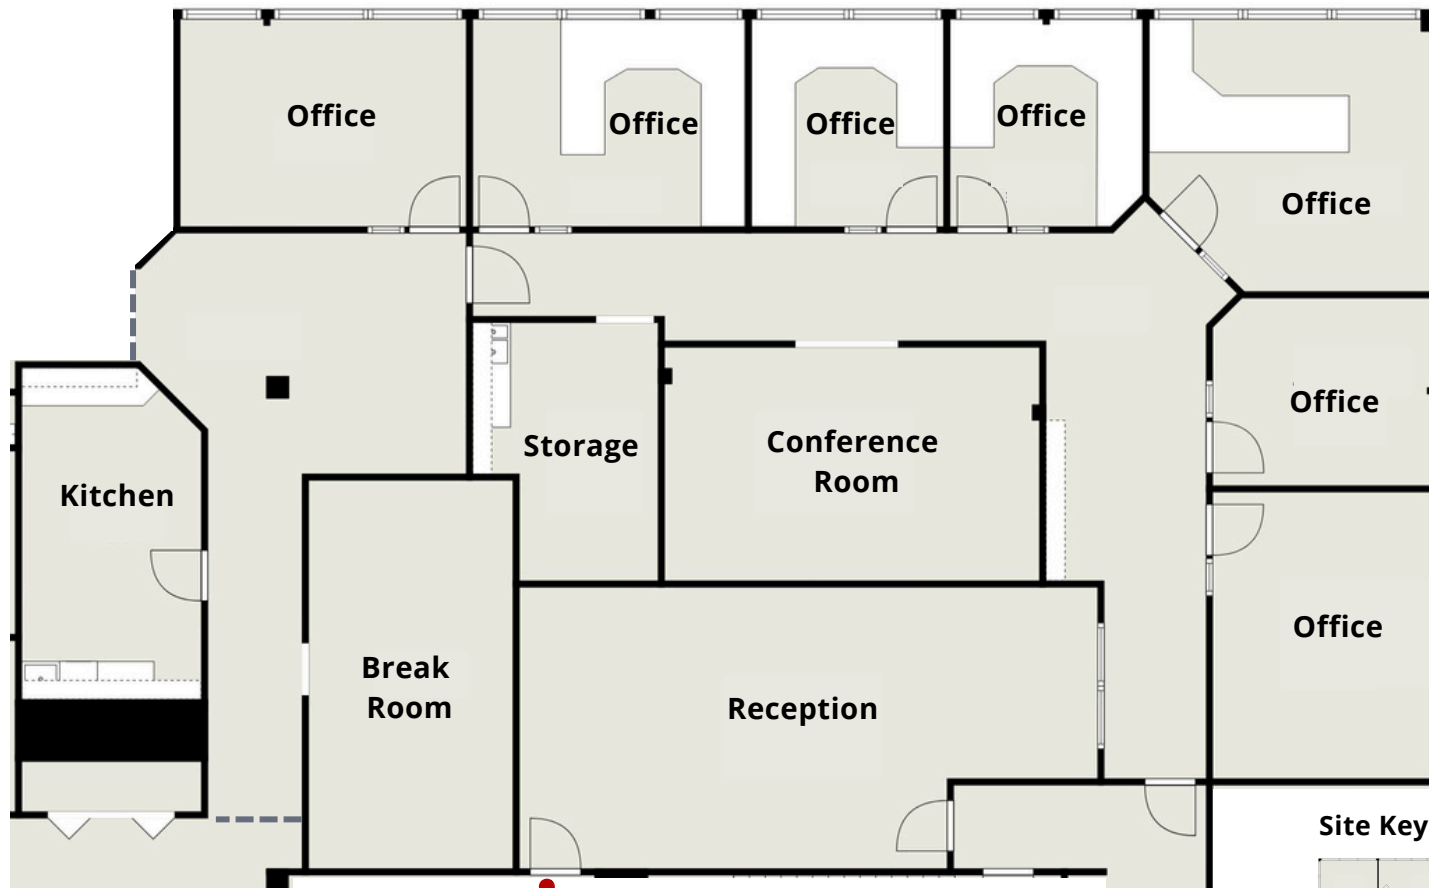 Office
Office
Office
Office
Office
Office
Storage
Conference
Room
Kitchen
Office
Break
Room
Reception
Site Key